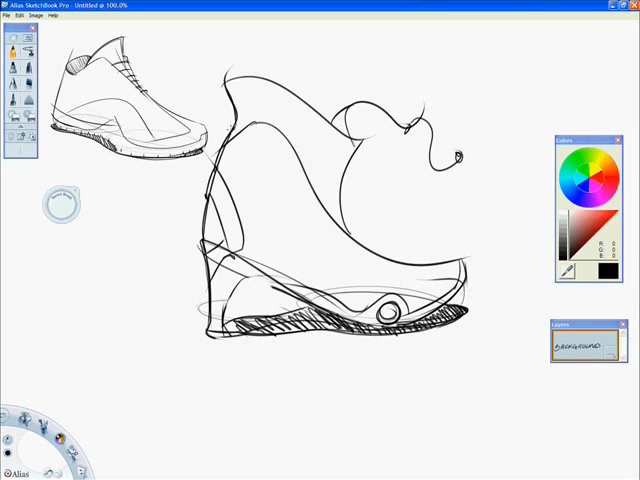 Alias SketchBook Pro - Untitled @ 100.0%
File Edit Image Help
Colors
R: 0
G: 0
B: 0
Layers
BACKGROUND
Alias